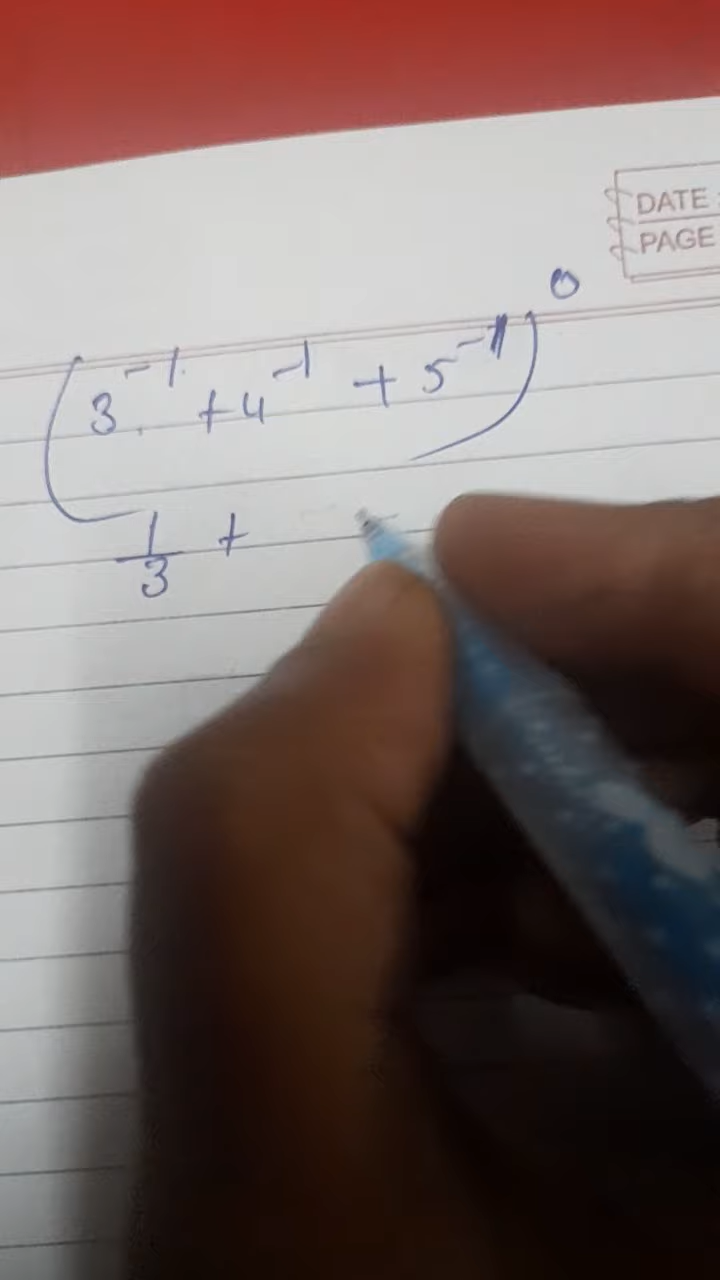 DATE :
PAGE
(3⁻¹ + 4⁻¹ + 5⁻¹)⁰
1/3 +